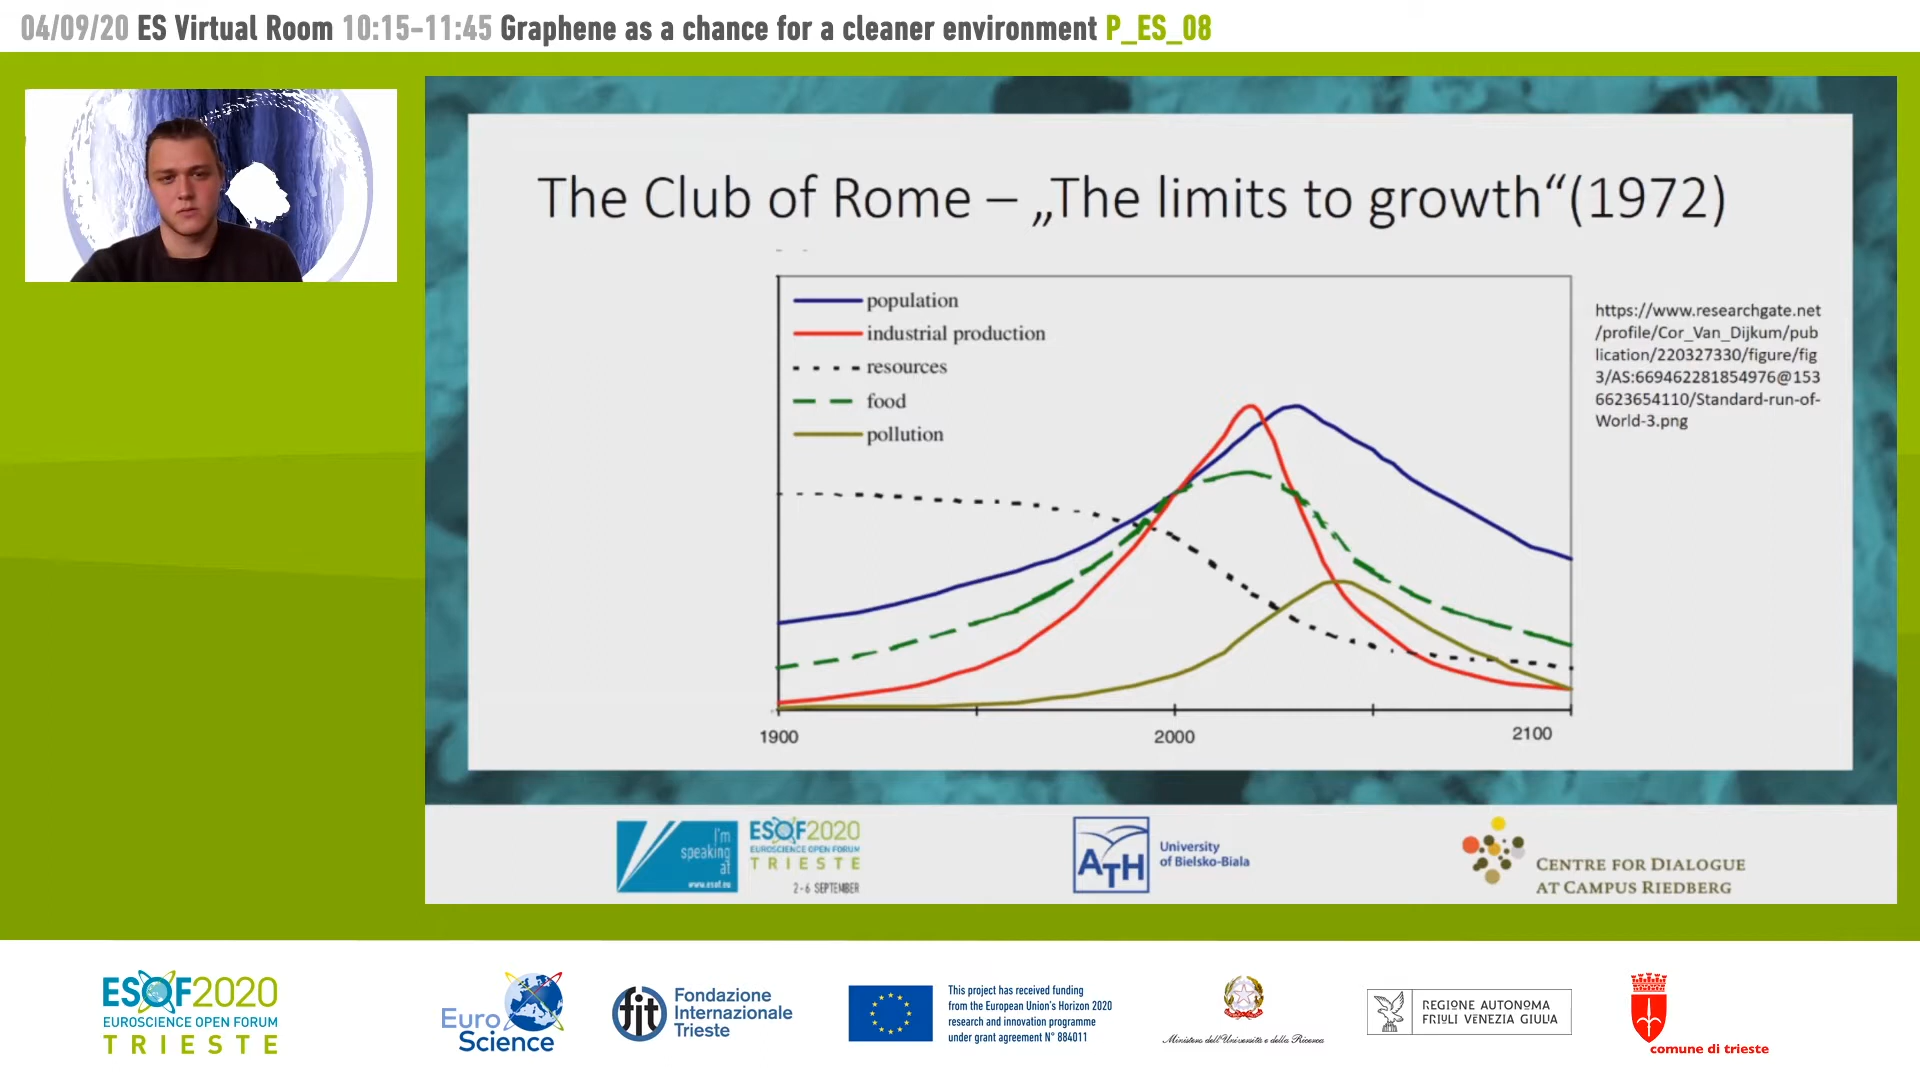 04/09/20 ES Virtual Room 10:15-11:45 Graphene as a chance for a cleaner environment P_ES_08
The Club of Rome – „The limits to growth“(1972)
population
industrial production
resources
food
pollution
1900
2000
2100
https://www.researchgate.net
/profile/Cor_Van_Dijkum/pub
lication/220327330/figure/fig
3/AS:669462281854976@153
6623654110/Standard-run-of-
World-3.png
I'm
speaking
at
www.esof.eu
ESOF2020
EUROSCIENCE OPEN FORUM
TRIESTE
2-6 SEPTEMBER
ATH
University
of Bielsko-Biala
CENTRE FOR DIALOGUE
AT CAMPUS RIEDBERG
ESOF2020
EUROSCIENCE OPEN FORUM
TRIESTE
Euro
Science
fit
Fondazione
Internazionale
Trieste
This project has received funding
from the European Union's Horizon 2020
research and innovation programme
under grant agreement N° 884011
Ministero dell'Università e della Ricerca
REGIONE AUTONOMA
FRIULI VENEZIA GIULIA
comune di trieste